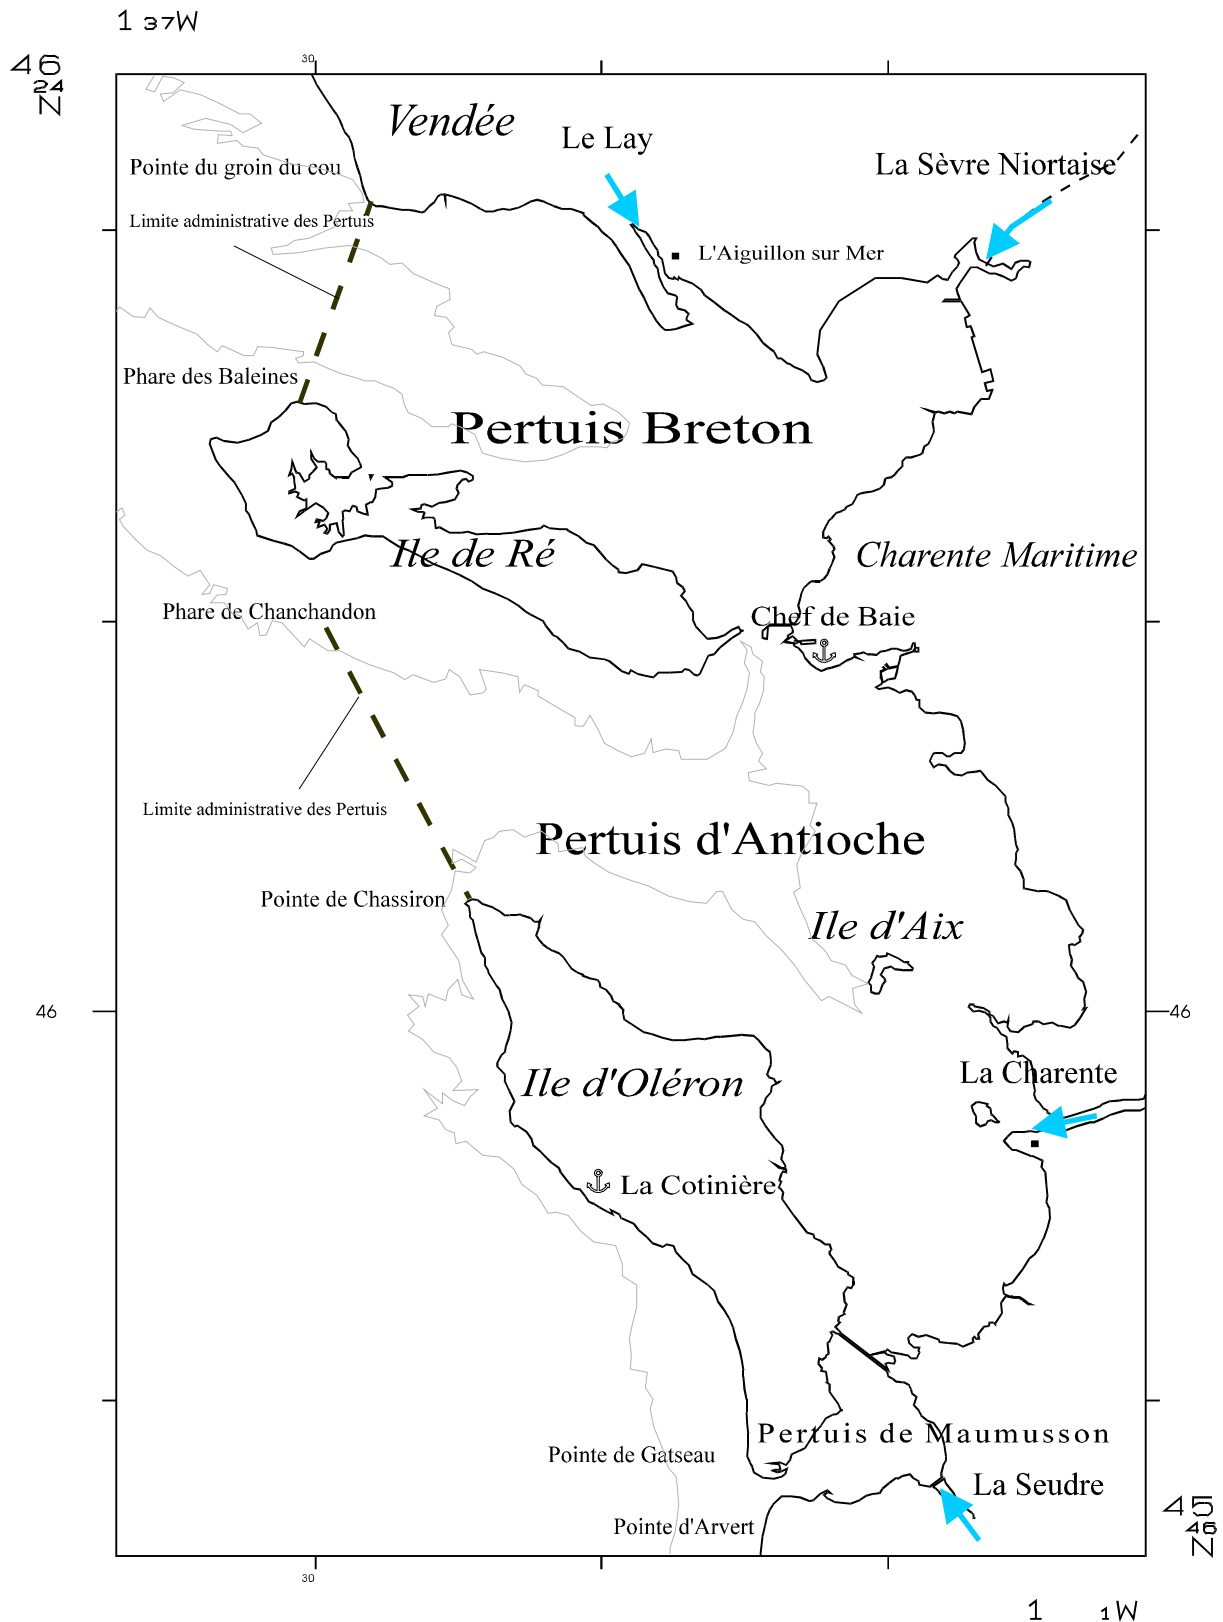 1 37W
30
46
24
N
Vendée
Le Lay
La Sèvre Niortaise
Pointe du groin du cou
Limite administrative des Pertuis
L'Aiguillon sur Mer
Phare des Baleines
Pertuis Breton
Ile de Ré
Charente Maritime
Phare de Chanchandon
Chef de Baie
Limite administrative des Pertuis
Pertuis d'Antioche
Pointe de Chassiron
Ile d'Aix
46
46
La Charente
Ile d'Oléron
La Cotinière
Pertuis de Maumusson
Pointe de Gatseau
La Seudre
Pointe d'Arvert
45
46
N
30
1 1W